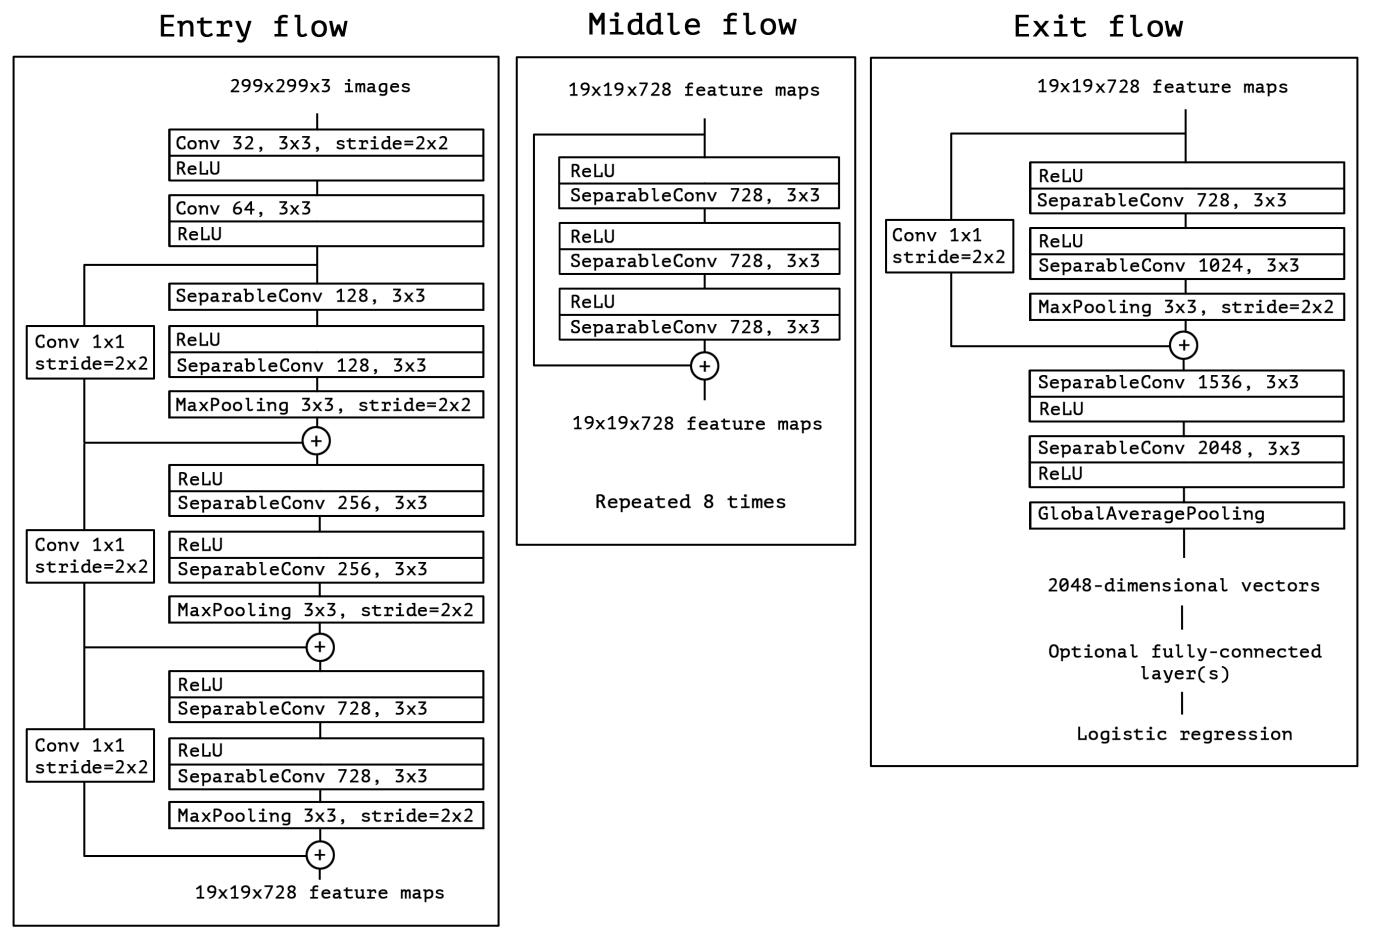 Entry flow
299x299x3 images
Conv 32, 3x3, stride=2x2
ReLU
Conv 64, 3x3
ReLU
SeparableConv 128, 3x3
Conv 1x1
stride=2x2
ReLU
SeparableConv 128, 3x3
MaxPooling 3x3, stride=2x2
+
ReLU
SeparableConv 256, 3x3
Conv 1x1
stride=2x2
ReLU
SeparableConv 256, 3x3
MaxPooling 3x3, stride=2x2
+
ReLU
SeparableConv 728, 3x3
Conv 1x1
stride=2x2
ReLU
SeparableConv 728, 3x3
MaxPooling 3x3, stride=2x2
+
19x19x728 feature maps
Middle flow
19x19x728 feature maps
ReLU
SeparableConv 728, 3x3
ReLU
SeparableConv 728, 3x3
ReLU
SeparableConv 728, 3x3
+
19x19x728 feature maps
Repeated 8 times
Exit flow
19x19x728 feature maps
ReLU
SeparableConv 728, 3x3
Conv 1x1
stride=2x2
ReLU
SeparableConv 1024, 3x3
MaxPooling 3x3, stride=2x2
+
SeparableConv 1536, 3x3
ReLU
SeparableConv 2048, 3x3
ReLU
GlobalAveragePooling
2048-dimensional vectors
Optional fully-connected
layer(s)
Logistic regression